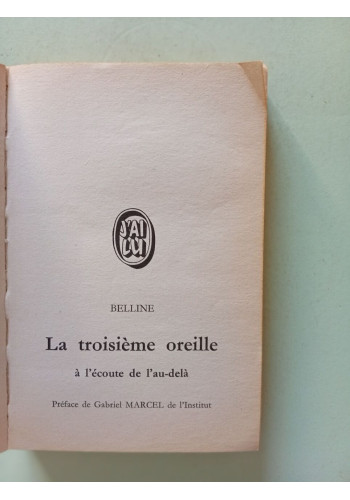 J'AI
LU
BELLINE
La troisième oreille
à l'écoute de l'au-delà
Préface de Gabriel MARCEL de l'Institut